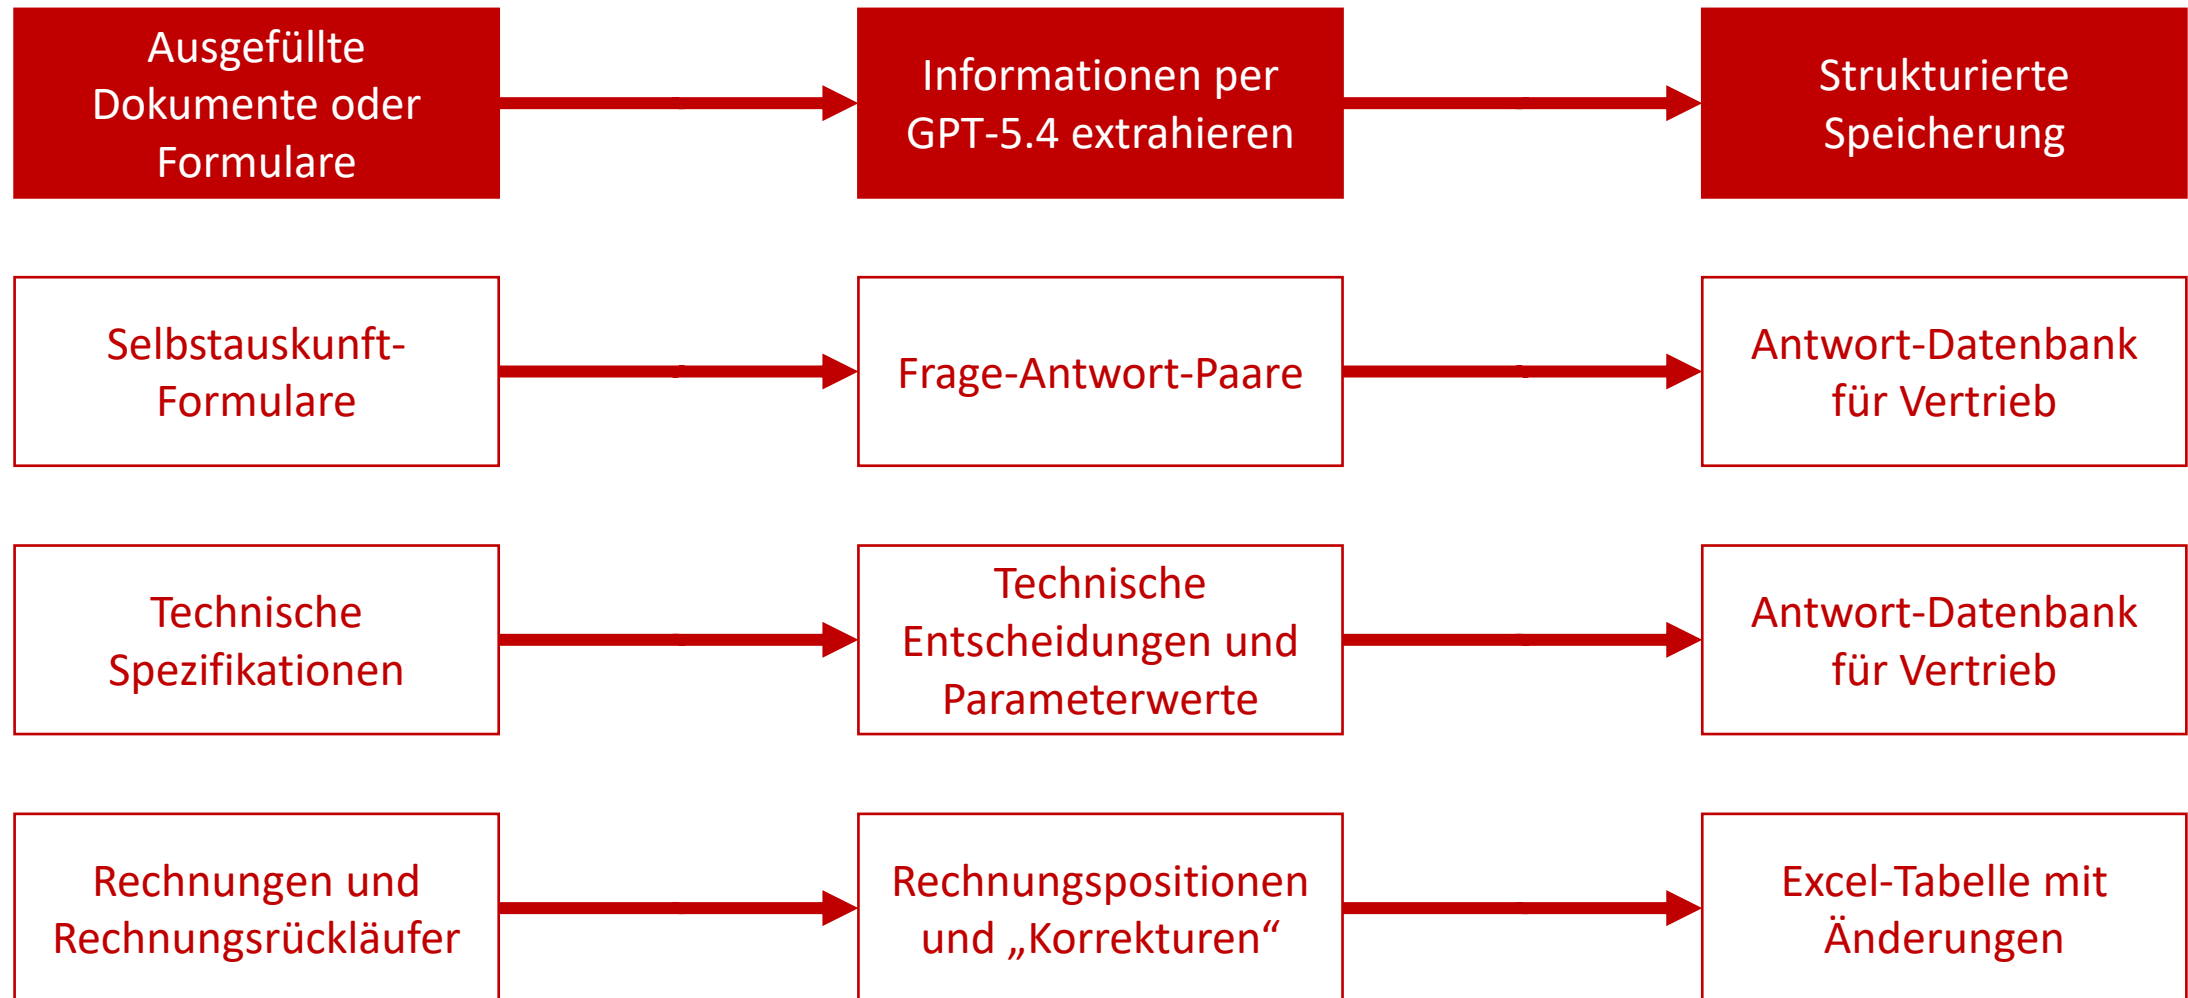 Ausgefüllte
Dokumente oder
Formulare
Informationen per
GPT-5.4 extrahieren
Strukturierte
Speicherung
Selbstauskunft-
Formulare
Frage-Antwort-Paare
Antwort-Datenbank
für Vertrieb
Technische
Spezifikationen
Technische
Entscheidungen und
Parameterwerte
Antwort-Datenbank
für Vertrieb
Rechnungen und
Rechnungsrückläufer
Rechnungspositionen
und „Korrekturen“
Excel-Tabelle mit
Änderungen